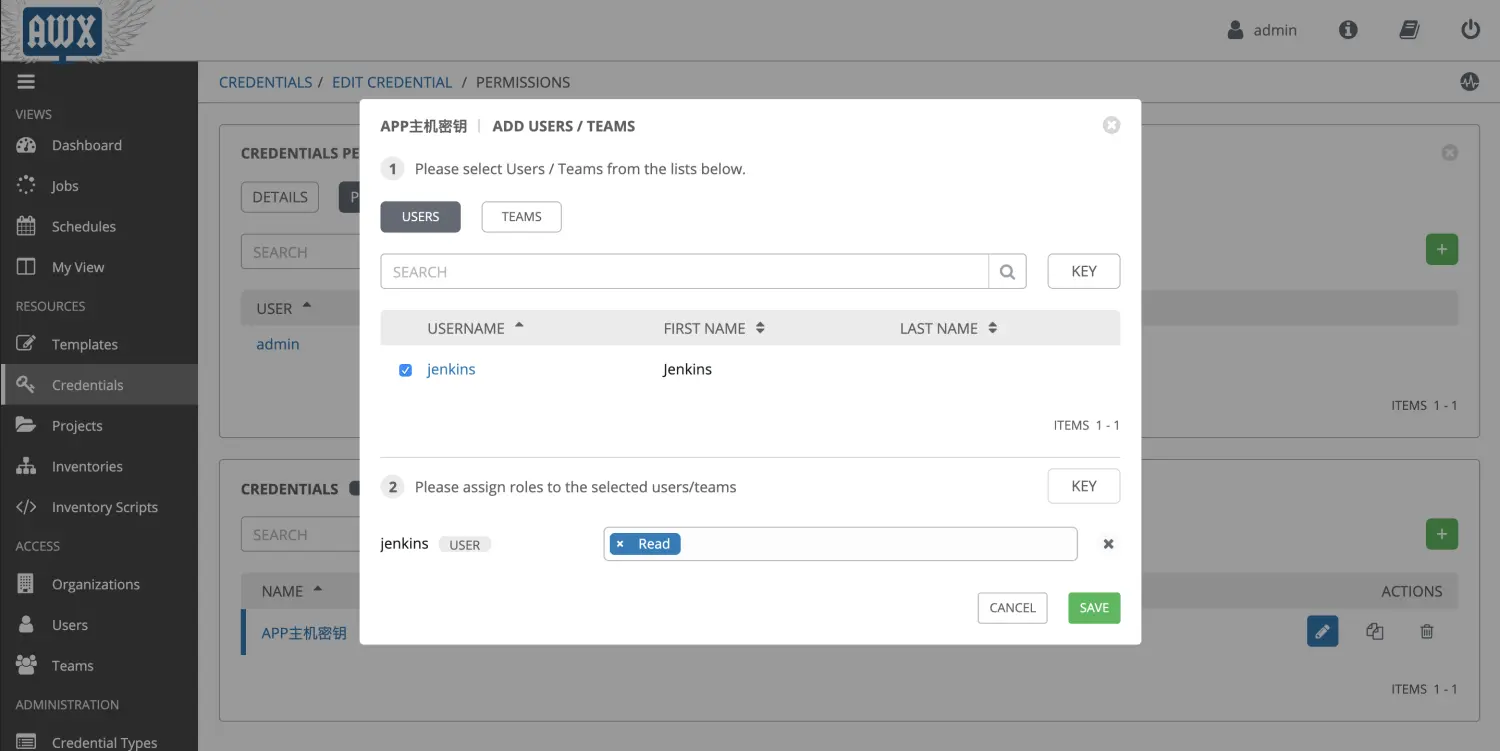 AWX
admin
CREDENTIALS / EDIT CREDENTIAL / PERMISSIONS
VIEWS
Dashboard
Jobs
Schedules
My View
RESOURCES
Templates
Credentials
Projects
Inventories
Inventory Scripts
ACCESS
Organizations
Users
Teams
ADMINISTRATION
Credential Types
CREDENTIALS PE
DETAILS P
SEARCH
+
USER
admin
ITEMS 1 - 1
CREDENTIALS
SEARCH
+
NAME ACTIONS
APP主机密钥
ITEMS 1 - 1
APP主机密钥 | ADD USERS / TEAMS
1 Please select Users / Teams from the lists below.
USERS TEAMS
SEARCH KEY
USERNAME FIRST NAME LAST NAME
jenkins Jenkins
ITEMS 1 - 1
2 Please assign roles to the selected users/teams KEY
jenkins USER × Read
CANCEL SAVE